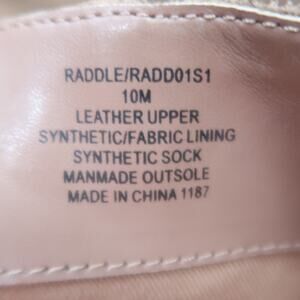 RADDLE/RADD01S1
10M
LEATHER UPPER
SYNTHETIC/FABRIC LINING
SYNTHETIC SOCK
MANMADE OUTSOLE
MADE IN CHINA 1187